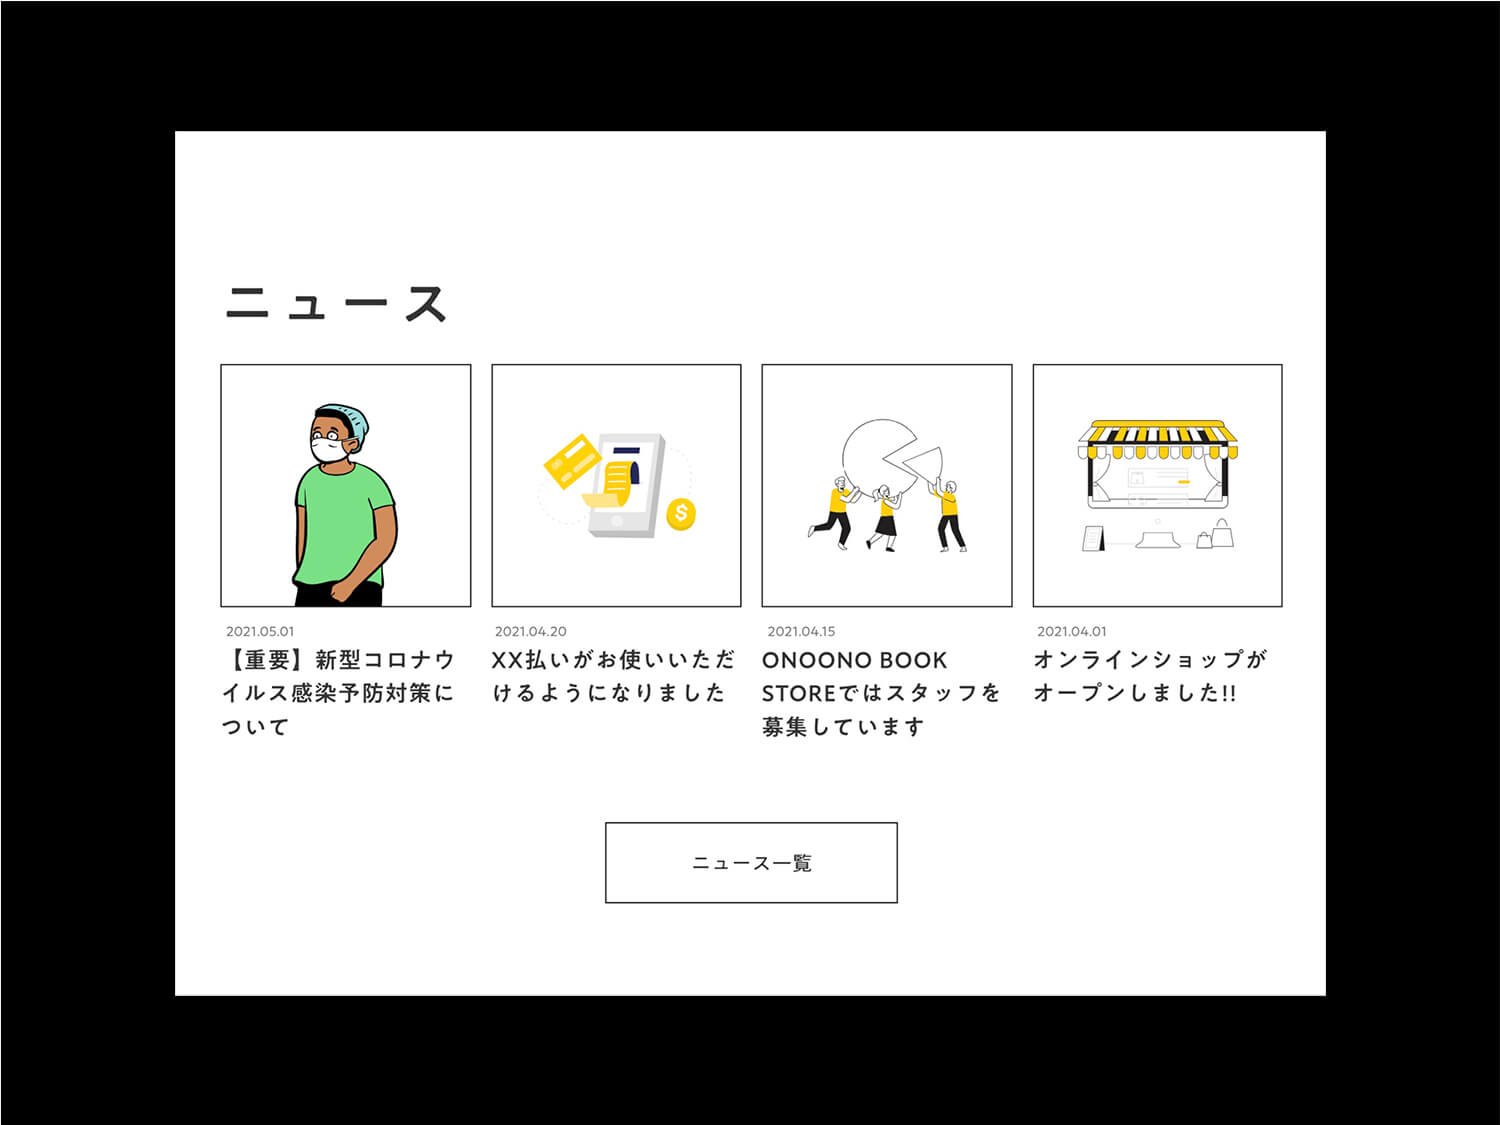 ニュース
2021.05.01
【重要】新型コロナウ
イルス感染予防対策に
ついて
2021.04.20
XX払いがお使いいただ
けるようになりました
2021.04.15
ONOONO BOOK
STOREではスタッフを
募集しています
2021.04.01
オンラインショップが
オープンしました!!
ニュース一覧